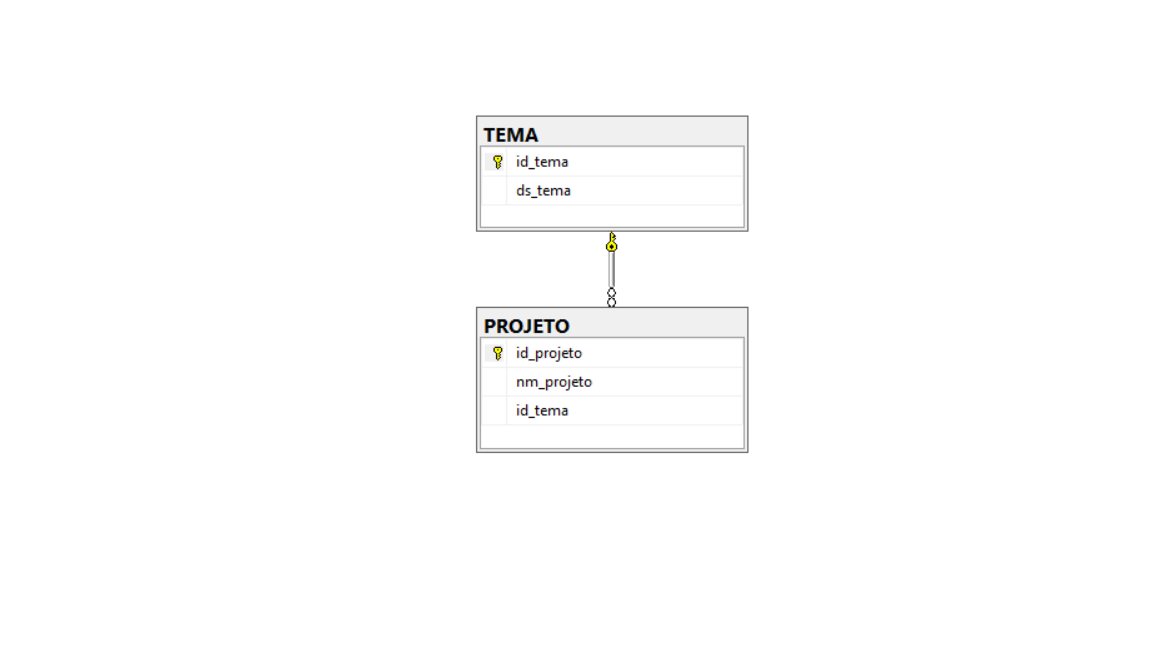 TEMA
id_tema
ds_tema
PROJETO
id_projeto
nm_projeto
id_tema